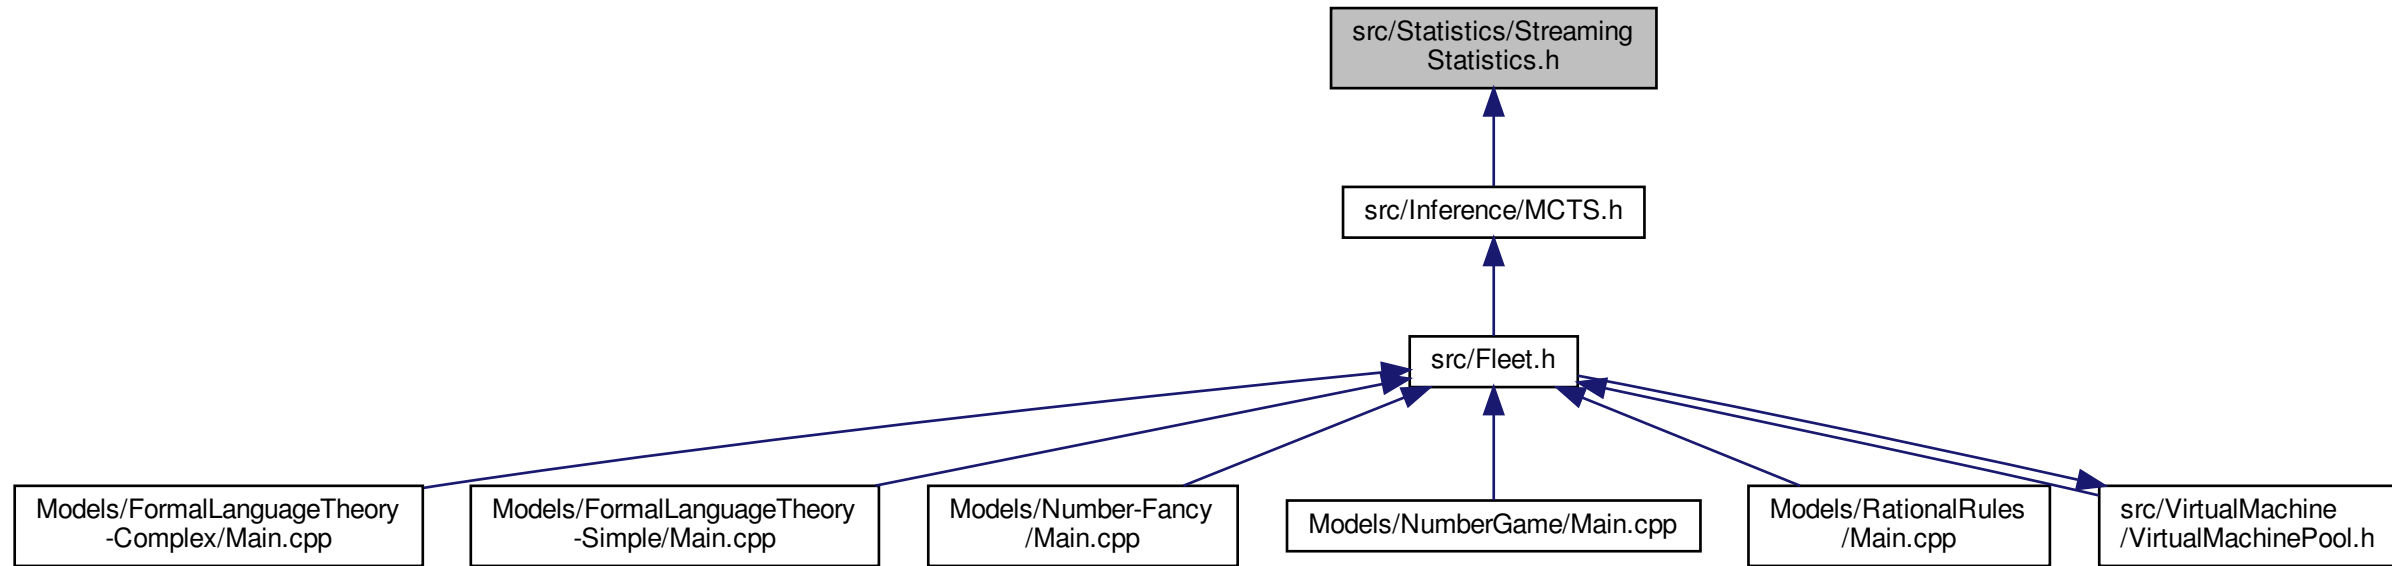 src/Statistics/Streaming
Statistics.h
src/Inference/MCTS.h
src/Fleet.h
Models/FormalLanguageTheory
-Complex/Main.cpp
Models/FormalLanguageTheory
-Simple/Main.cpp
Models/Number-Fancy
/Main.cpp
Models/NumberGame/Main.cpp
Models/RationalRules
/Main.cpp
src/VirtualMachine
/VirtualMachinePool.h